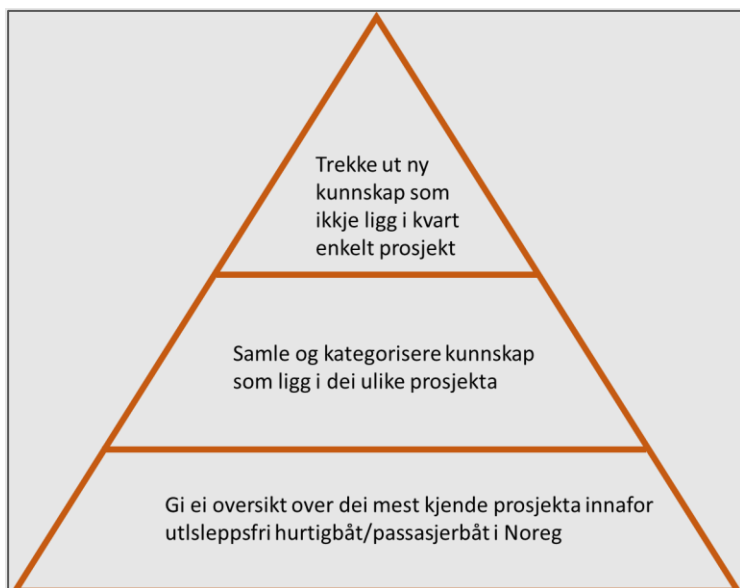 Trekke ut ny
kunnskap som
ikkje ligg i kvart
enkelt prosjekt
Samle og kategorisere kunnskap
som ligg i dei ulike prosjekta
Gi ei oversikt over dei mest kjende prosjekta innafor
utlsleppsfri hurtigbåt/passasjerbåt i Noreg